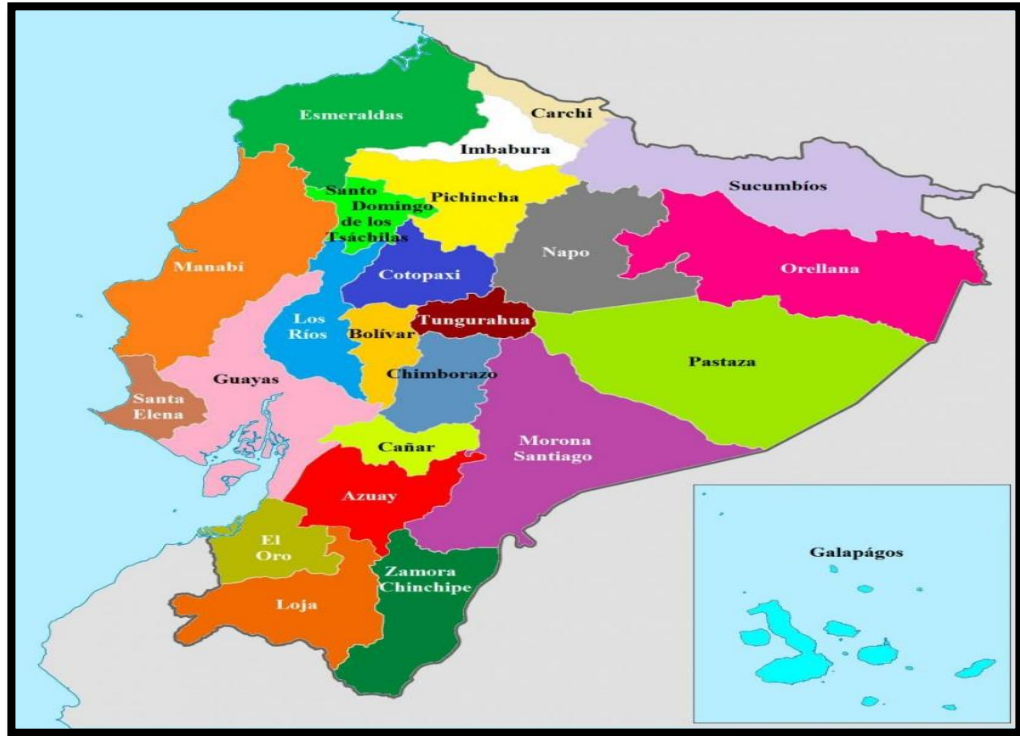 Esmeraldas
Carchi
Imbabura
Sucumbíos
Santo
Domingo
de los
Tsáchilas
Pichincha
Manabí
Cotopaxi
Napo
Orellana
Los
Ríos
Bolívar
Tungurahua
Pastaza
Guayas
Chimborazo
Santa
Elena
Cañar
Morona
Santiago
Azuay
El
Oro
Zamora
Chinchipe
Loja
Galapágos